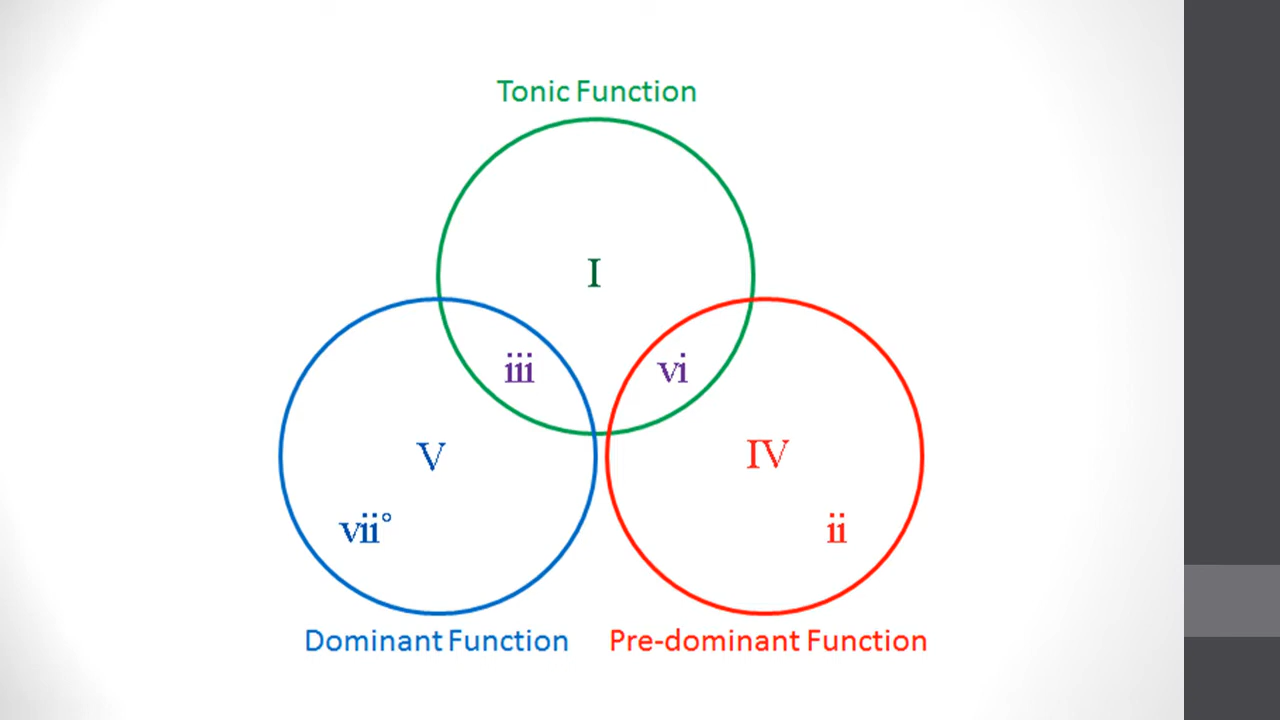 Tonic Function
I
iii
vi
V
IV
vii°
ii
Dominant Function
Pre-dominant Function